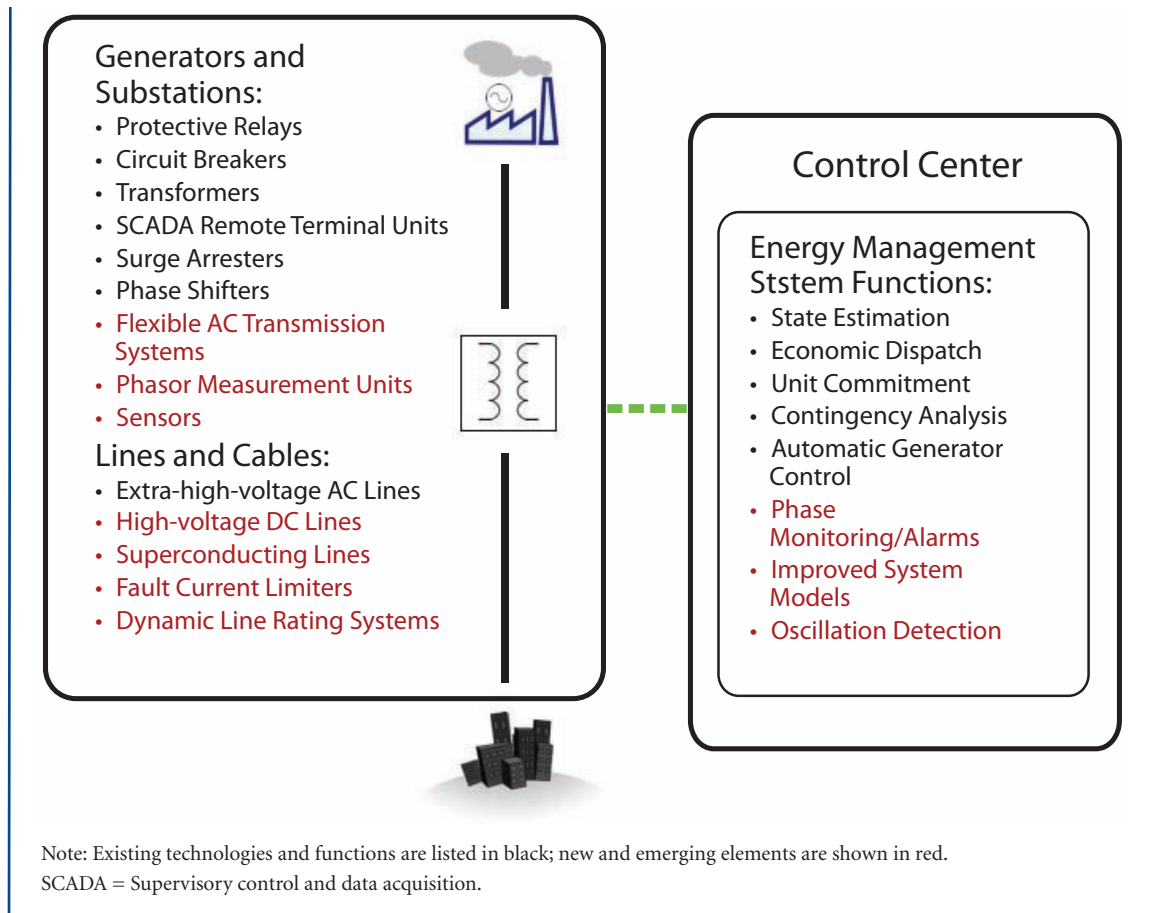 Generators and
Substations:
• Protective Relays
• Circuit Breakers
• Transformers
• SCADA Remote Terminal Units
• Surge Arresters
• Phase Shifters
• Flexible AC Transmission
Systems
• Phasor Measurement Units
• Sensors
Lines and Cables:
• Extra-high-voltage AC Lines
• High-voltage DC Lines
• Superconducting Lines
• Fault Current Limiters
• Dynamic Line Rating Systems
Control Center
Energy Management
Ststem Functions:
• State Estimation
• Economic Dispatch
• Unit Commitment
• Contingency Analysis
• Automatic Generator
Control
• Phase
Monitoring/Alarms
• Improved System
Models
• Oscillation Detection
Note: Existing technologies and functions are listed in black; new and emerging elements are shown in red.
SCADA = Supervisory control and data acquisition.